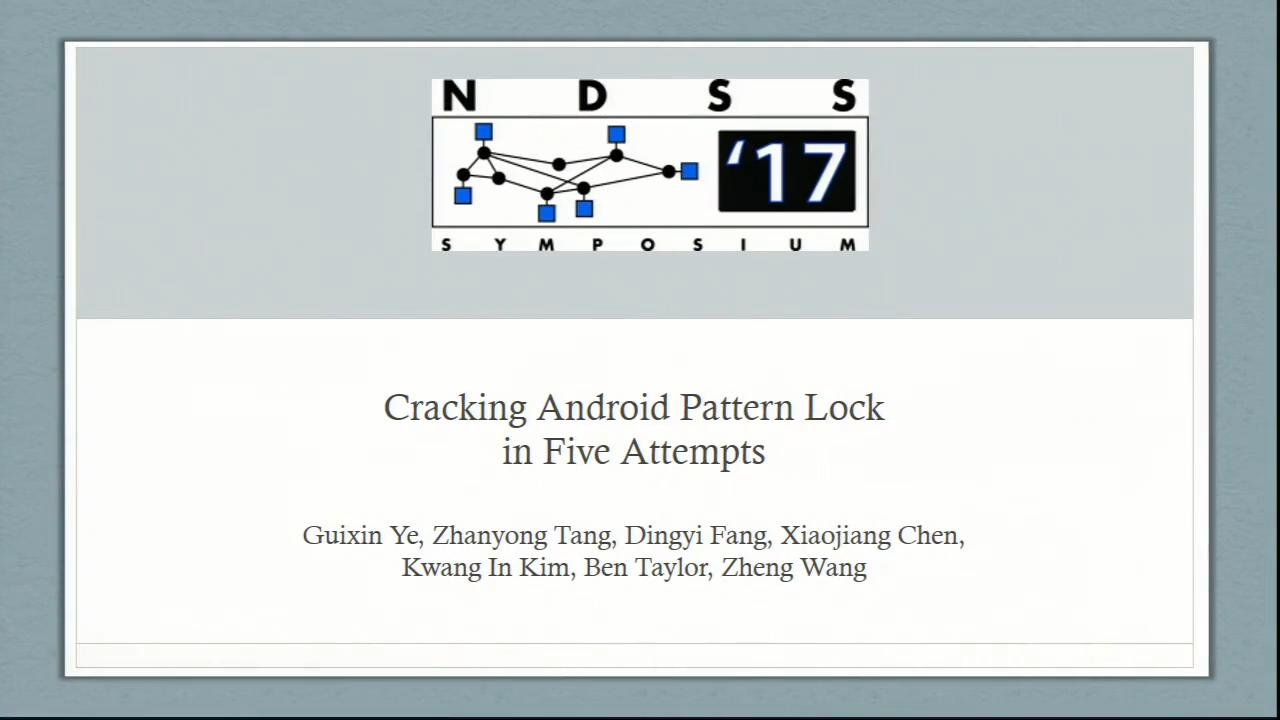 N D S S
‘17
S Y M P O S I U M
Cracking Android Pattern Lock
in Five Attempts
Guixin Ye, Zhanyong Tang, Dingyi Fang, Xiaojiang Chen,
Kwang In Kim, Ben Taylor, Zheng Wang